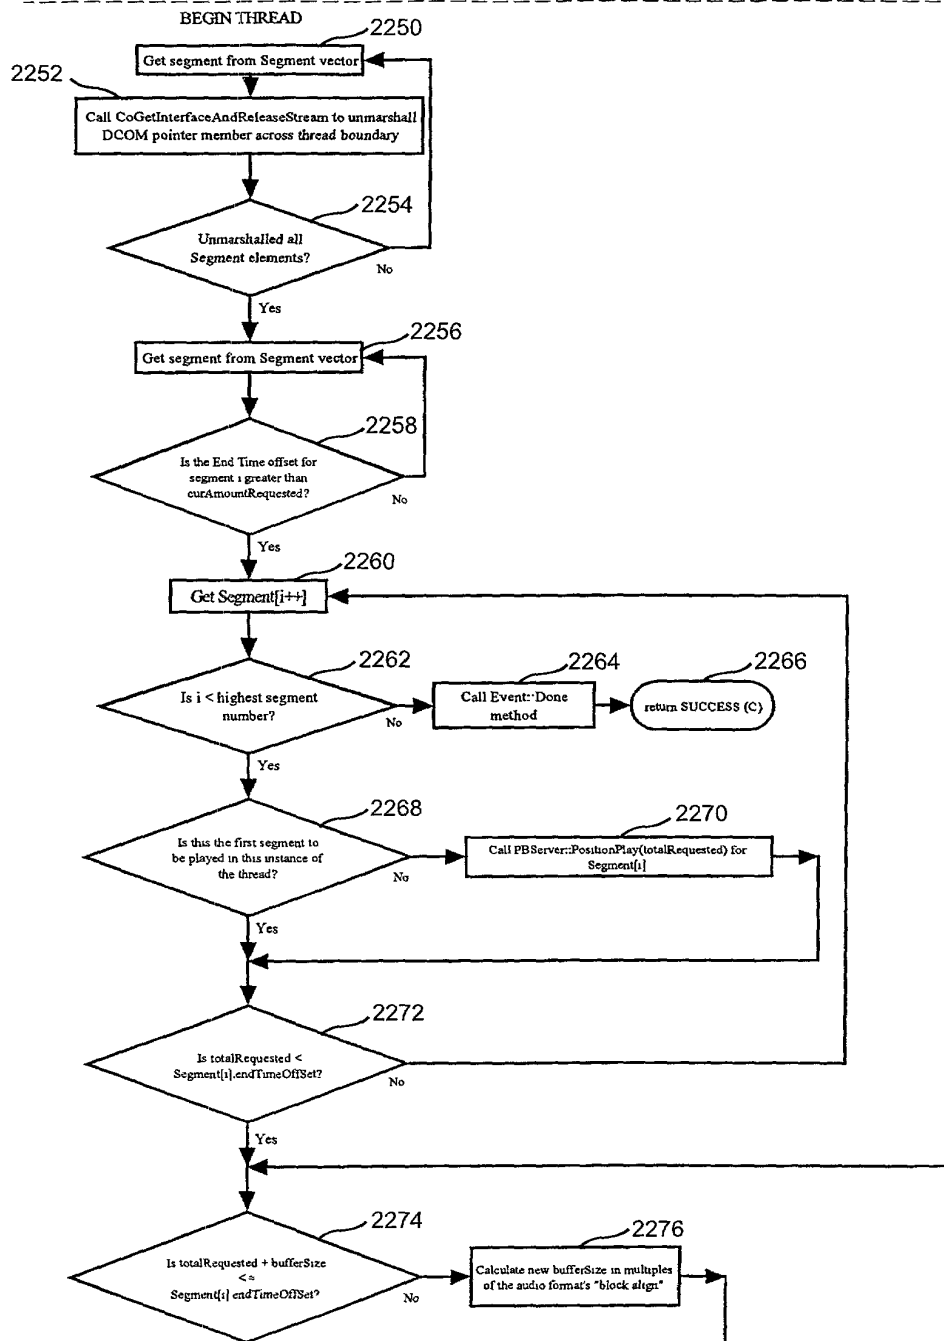 BEGIN THREAD
2250
Get segment from Segment vector
2252
Call CoGetInterfaceAndReleaseStream to unmarshall
DCOM pointer member across thread boundary
2254
Unmarshalled all
Segment elements?
No
Yes
2256
Get segment from Segment vector
2258
Is the End Time offset for
segment i greater than
curAmountRequested?
No
Yes
2260
Get Segment[i++]
2262
Is i < highest segment
number?
No
2264
Call Event::Done
method
2266
return SUCCESS (C)
Yes
2268
Is this the first segment to
be played in this instance of
the thread?
No
2270
Call PBServer::PositionPlay(totalRequested) for
Segment[i]
Yes
2272
Is totalRequested <
Segment[i].endTimeOffSet?
No
Yes
2274
Is totalRequested + bufferSize
<=
Segment[i].endTimeOffSet?
No
2276
Calculate new bufferSize in multiples
of the audio format's "block align"